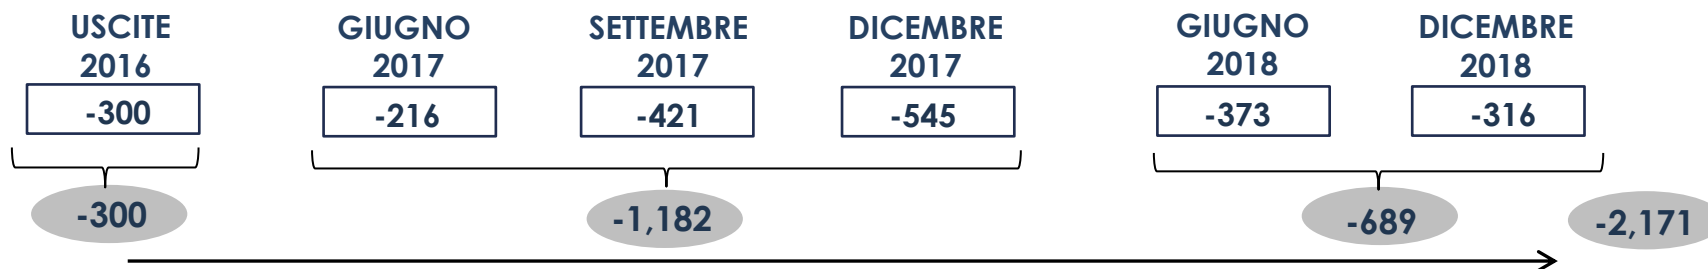 USCITE
2016
GIUGNO
2017
SETTEMBRE
2017
DICEMBRE
2017
GIUGNO
2018
DICEMBRE
2018
-300
-216
-421
-545
-373
-316
-300
-1,182
-689
-2,171